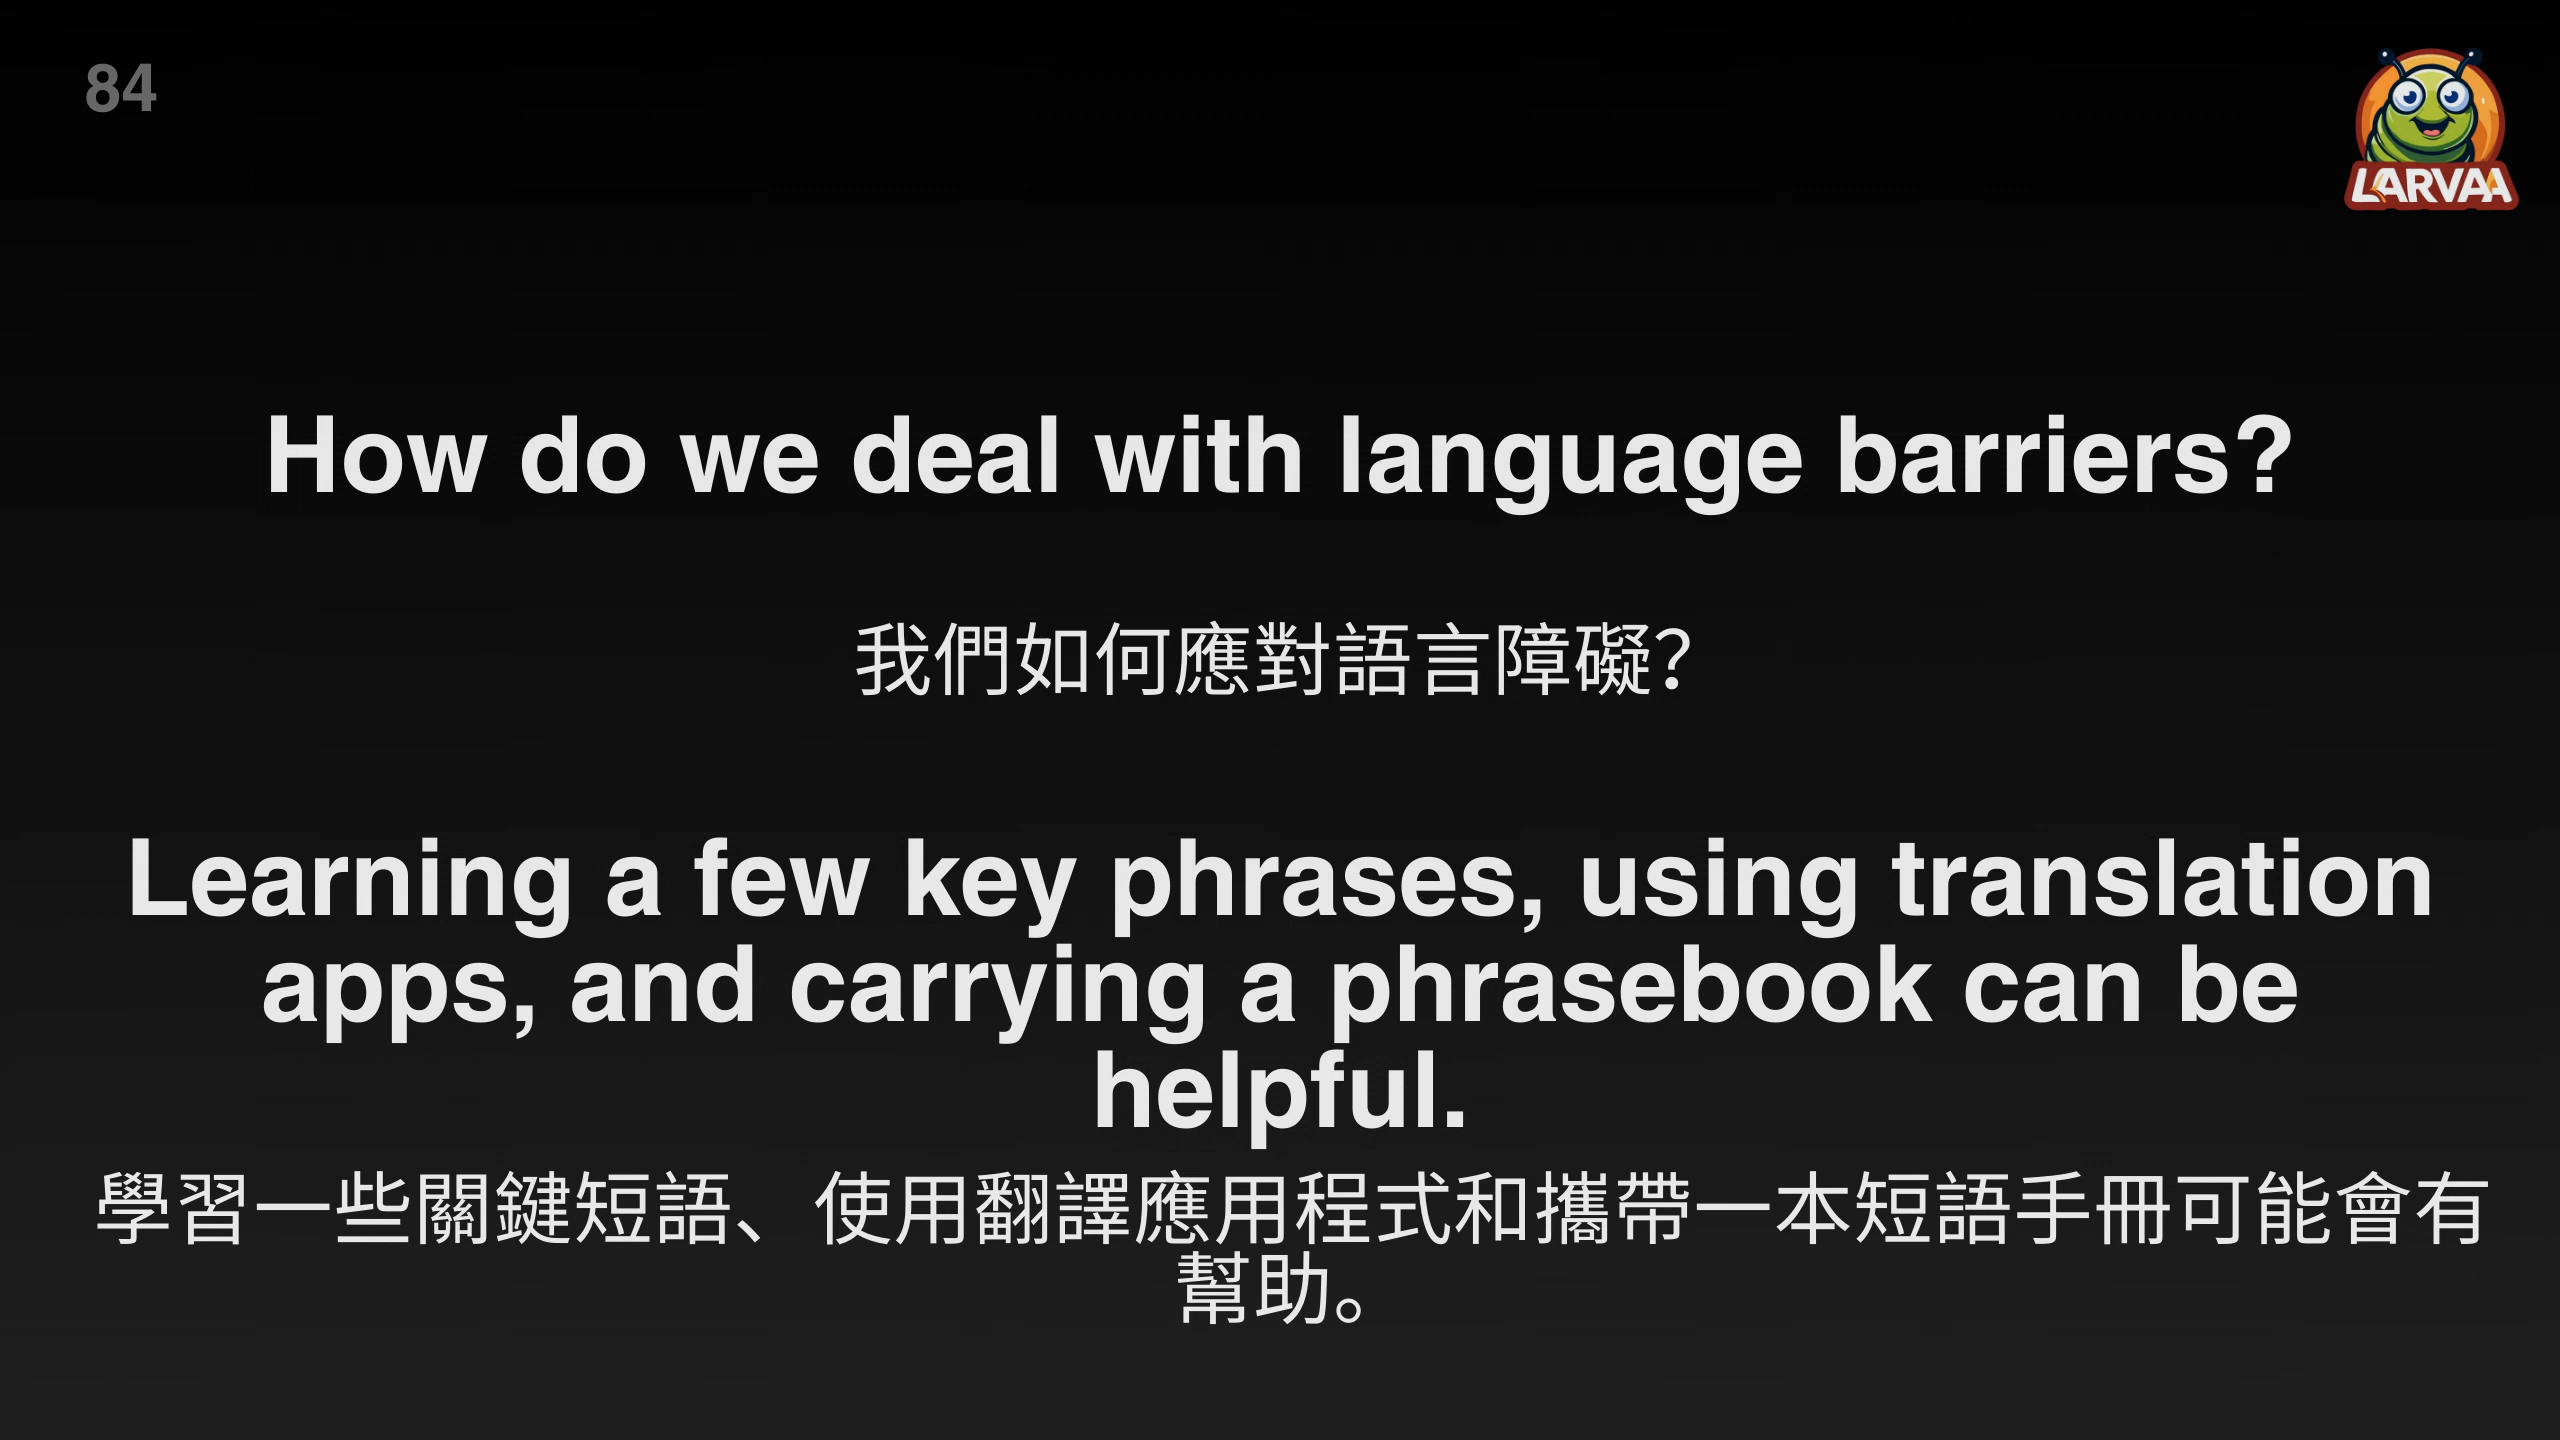 84
LARVAA
How do we deal with language barriers?
我們如何應對語言障礙?
Learning a few key phrases, using translation
apps, and carrying a phrasebook can be
helpful.
學習一些關鍵短語、使用翻譯應用程式和攜帶一本短語手冊可能會有
幫助。